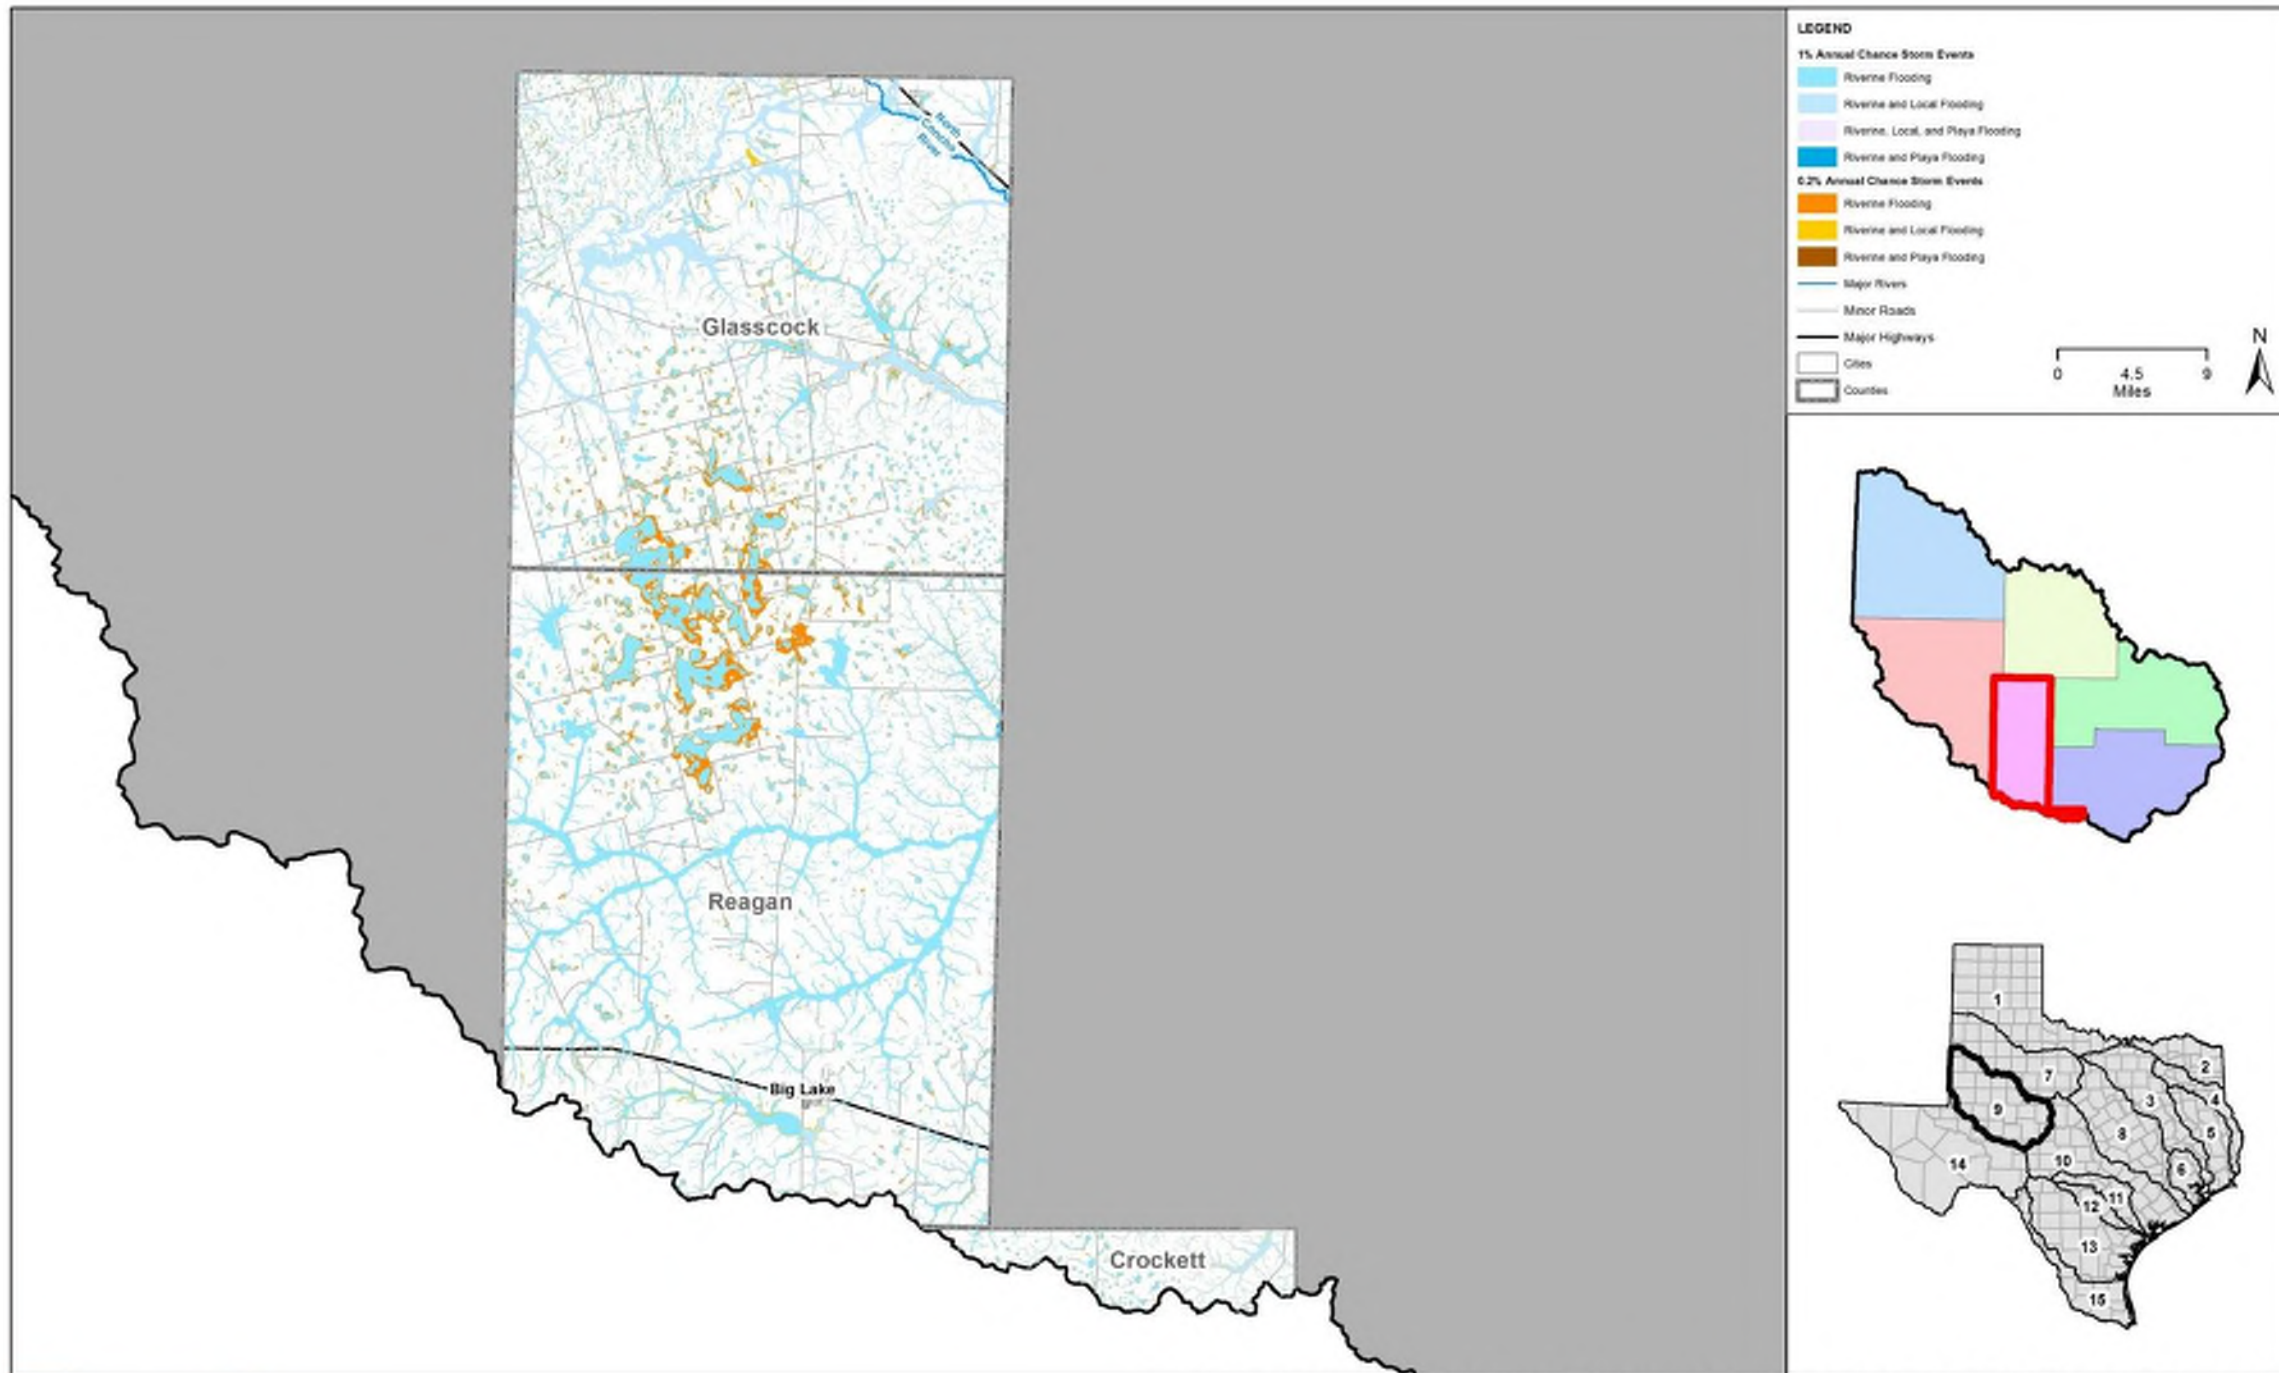 LEGEND
1% Annual Chance Storm Events
Riverine Flooding
Riverine and Local Flooding
Riverine, Local, and Playa Flooding
Riverine and Playa Flooding
0.2% Annual Chance Storm Events
Riverine Flooding
Riverine and Local Flooding
Riverine and Playa Flooding
Major Rivers
Minor Roads
Major Highways
Cities
Counties
N
0 4.5 9
Miles
North
Concho
River
Glasscock
Reagan
Big Lake
Crockett
1
2
7
3
4
9
8
5
14
10
6
12
11
13
15